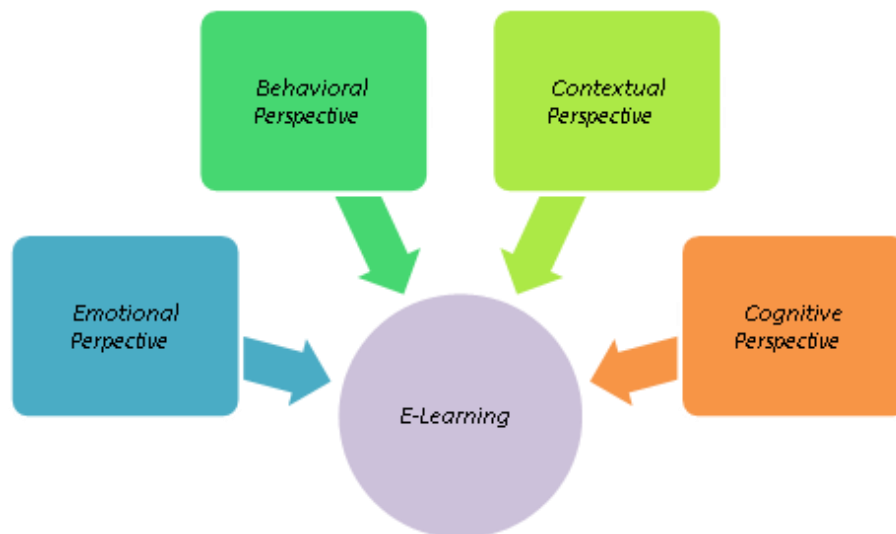 Behavioral
Perspective
Contextual
Perspective
Emotional
Perpective
Cognitive
Perspective
E-Learning